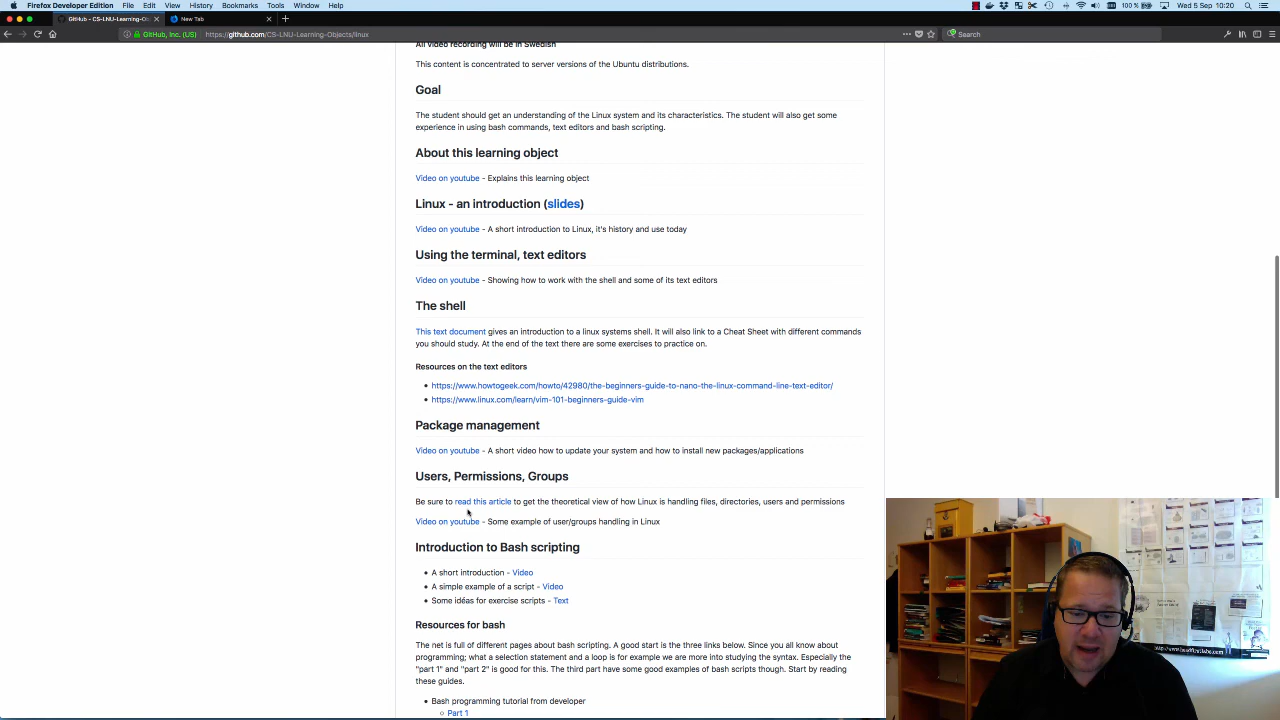 Firefox Developer Edition File Edit View History Bookmarks Tools Window Help 100 % Wed 5 Sep 10:20
GitHub - CS-LNU-Learning-Ob New Tab
GitHub, Inc. (US) https://github.com/CS-LNU-Learning-Objects/linux Search
All video recording will be in Swedish
This content is concentrated to server versions of the Ubuntu distributions.
Goal
The student should get an understanding of the Linux system and its characteristics. The student will also get some
experience in using bash commands, text editors and bash scripting.
About this learning object
Video on youtube - Explains this learning object
Linux - an introduction (slides)
Video on youtube - A short introduction to Linux, it's history and use today
Using the terminal, text editors
Video on youtube - Showing how to work with the shell and some of its text editors
The shell
This text document gives an introduction to a linux systems shell. It will also link to a Cheat Sheet with different commands
you should study. At the end of the text there are some exercises to practice on.
Resources on the text editors
• https://www.howtogeek.com/howto/42980/the-beginners-guide-to-nano-the-linux-command-line-text-editor/
• https://www.linux.com/learn/vim-101-beginners-guide-vim
Package management
Video on youtube - A short video how to update your system and how to install new packages/applications
Users, Permissions, Groups
Be sure to read this article to get the theoretical view of how Linux is handling files, directories, users and permissions
Video on youtube - Some example of user/groups handling in Linux
Introduction to Bash scripting
• A short introduction - Video
• A simple example of a script - Video
• Some idéas for exercise scripts - Text
Resources for bash
The net is full of different pages about bash scripting. A good start is the three links below. Since you all know about
programming; what a selection statement and a loop is for example we are more into studying the syntax. Especially the
"part 1" and "part 2" is good for this. The third part have some good examples of bash scripts though. Start by reading
these guides.
• Bash programming tutorial from developer
○ Part 1